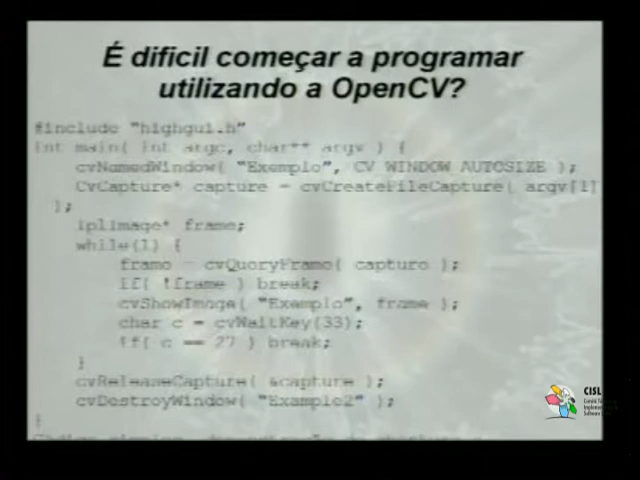 É dificil começar a programar
utilizando a OpenCV?
#include "highgui.h"
int main( int argc, char** argv ) {
cvNamedWindow( "Exemplo", CV_WINDOW_AUTOSIZE );
CvCapture* capture = cvCreateFileCapture( argv[1]
);
IplImage* frame;
while(1) {
frame = cvQueryFrame( capture );
if( !frame ) break;
cvShowImage( "Exemplo", frame );
char c = cvWaitKey(33);
if( c == 27 ) break;
}
cvReleaseCapture( &capture );
cvDestroyWindow( "Example2" );
}
CISL
Comitê